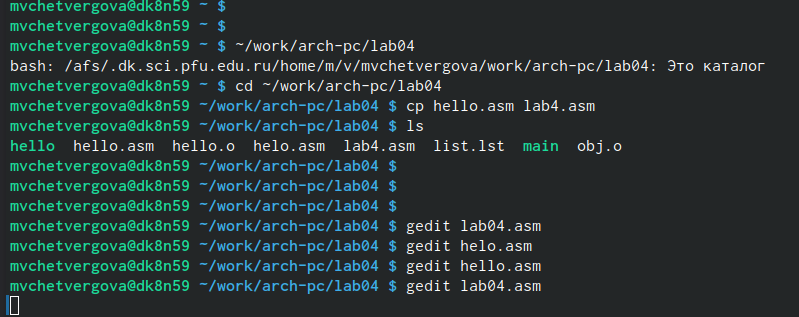 mvchetvergova@dk8n59 ~ $
mvchetvergova@dk8n59 ~ $
mvchetvergova@dk8n59 ~ $ ~/work/arch-pc/lab04
bash: /afs/.dk.sci.pfu.edu.ru/home/m/v/mvchetvergova/work/arch-pc/lab04: Это каталог
mvchetvergova@dk8n59 ~ $ cd ~/work/arch-pc/lab04
mvchetvergova@dk8n59 ~/work/arch-pc/lab04 $ cp hello.asm lab4.asm
mvchetvergova@dk8n59 ~/work/arch-pc/lab04 $ ls
hello hello.asm hello.o helo.asm lab4.asm list.lst main obj.o
mvchetvergova@dk8n59 ~/work/arch-pc/lab04 $
mvchetvergova@dk8n59 ~/work/arch-pc/lab04 $
mvchetvergova@dk8n59 ~/work/arch-pc/lab04 $
mvchetvergova@dk8n59 ~/work/arch-pc/lab04 $ gedit lab04.asm
mvchetvergova@dk8n59 ~/work/arch-pc/lab04 $ gedit helo.asm
mvchetvergova@dk8n59 ~/work/arch-pc/lab04 $ gedit hello.asm
mvchetvergova@dk8n59 ~/work/arch-pc/lab04 $ gedit lab04.asm